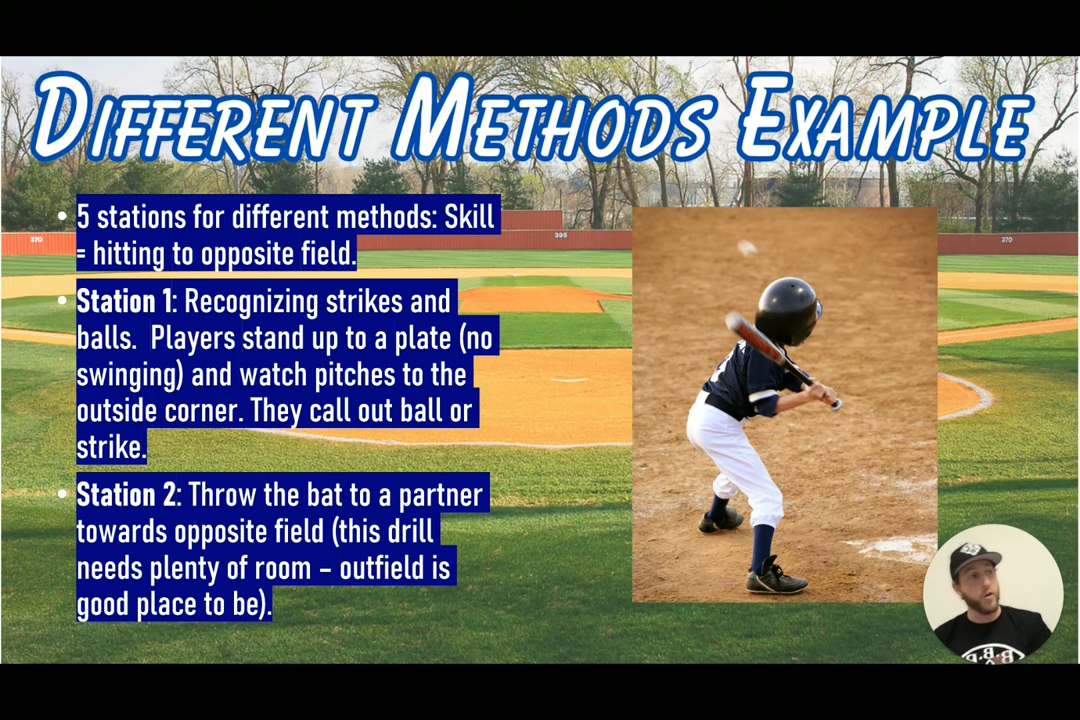 DIFFERENT METHODS EXAMPLE
• 5 stations for different methods: Skill
= hitting to opposite field.
• Station 1: Recognizing strikes and
balls.  Players stand up to a plate (no
swinging) and watch pitches to the
outside corner. They call out ball or
strike.
• Station 2: Throw the bat to a partner
towards opposite field (this drill
needs plenty of room – outfield is
good place to be).
370
395
370